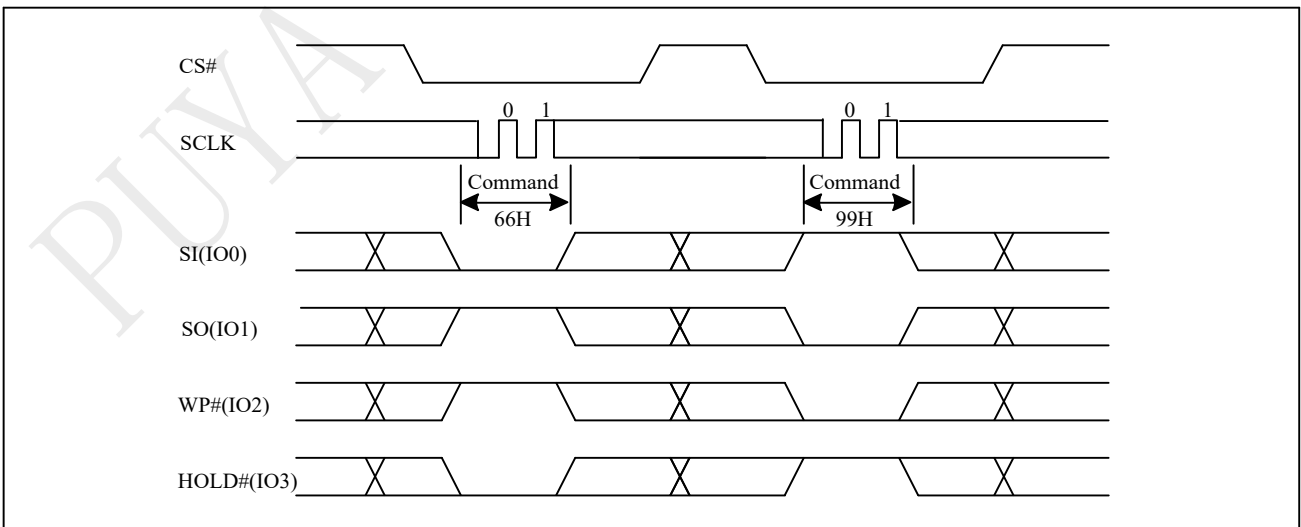 PUYA
CS#
0 1
SCLK
0 1
Command
66H
Command
99H
SI(IO0)
SO(IO1)
WP#(IO2)
HOLD#(IO3)